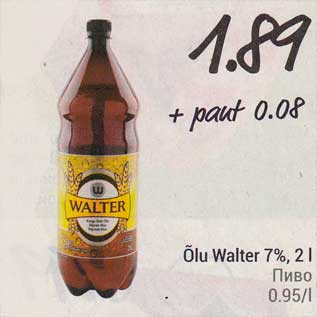 1.89
+ pant 0.08
WALTER
Õlu Walter 7%, 2 l
Пиво
0.95/l